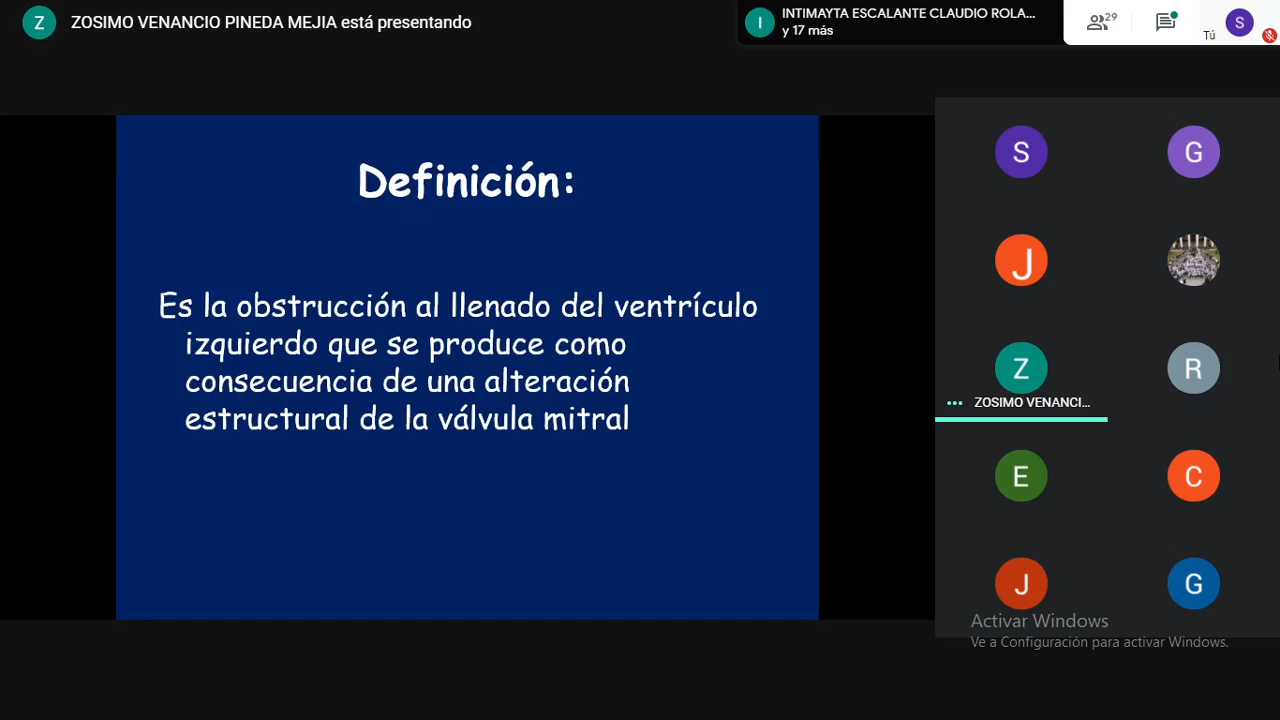 Z
ZOSIMO VENANCIO PINEDA MEJIA está presentando
I
INTIMAYTA ESCALANTE CLAUDIO ROLA...
y 17 más
29
Tú
S
Definición:
Es la obstrucción al llenado del ventrículo
izquierdo que se produce como
consecuencia de una alteración
estructural de la válvula mitral
S
G
J
Z
ZOSIMO VENANCI...
R
E
C
J
G
Activar Windows
Ve a Configuración para activar Windows.